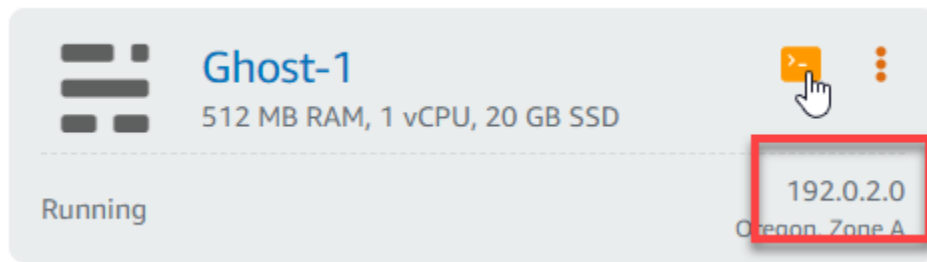 Ghost-1
512 MB RAM, 1 vCPU, 20 GB SSD
Running
192.0.2.0
Oregon, Zone A